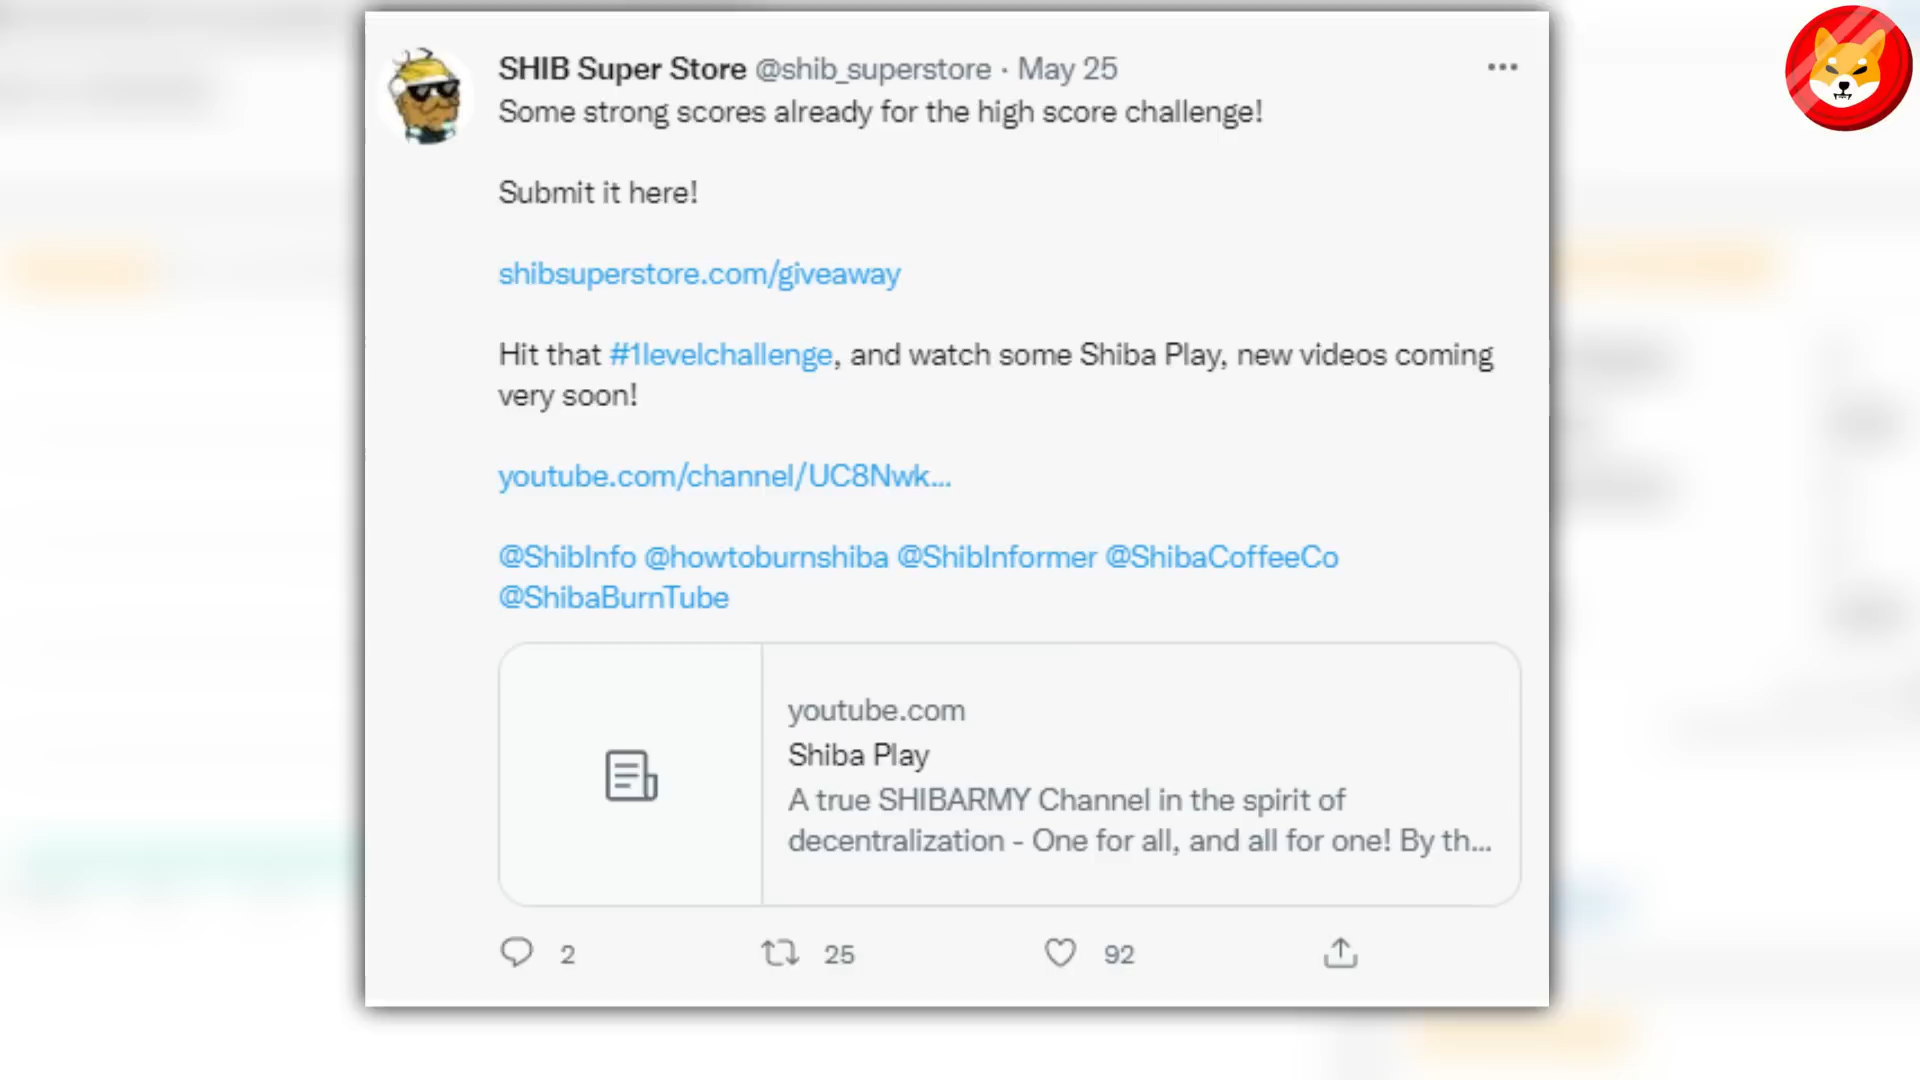 SHIB Super Store @shib_superstore · May 25
Some strong scores already for the high score challenge!
Submit it here!
shibsuperstore.com/giveaway
Hit that #1levelchallenge, and watch some Shiba Play, new videos coming
very soon!
youtube.com/channel/UC8Nwk...
@ShibInfo @howtoburnshiba @ShibInformer @ShibaCoffeeCo
@ShibaBurnTube
youtube.com
Shiba Play
A true SHIBARMY Channel in the spirit of
decentralization - One for all, and all for one! By th...
2 25 92